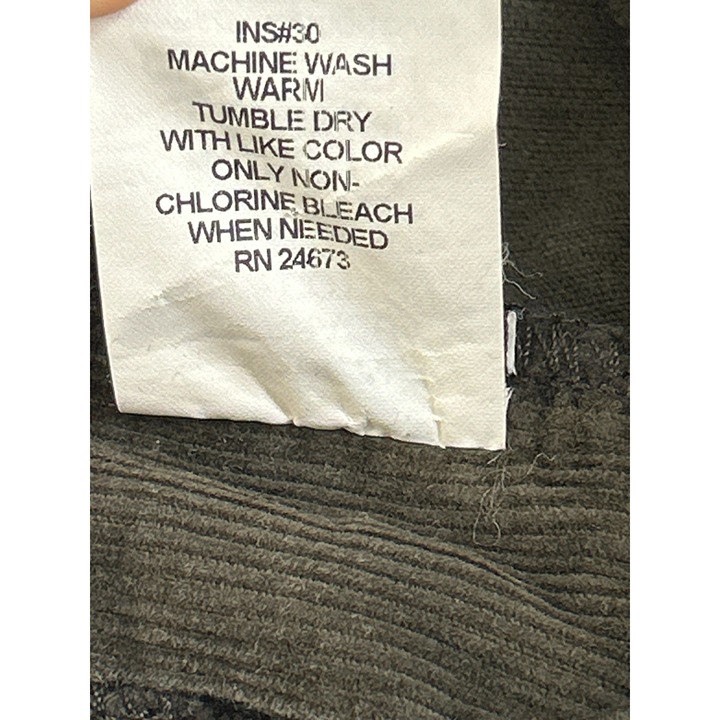 INS#30
MACHINE WASH
WARM
TUMBLE DRY
WITH LIKE COLOR
ONLY NON-
CHLORINE BLEACH
WHEN NEEDED
RN 24673